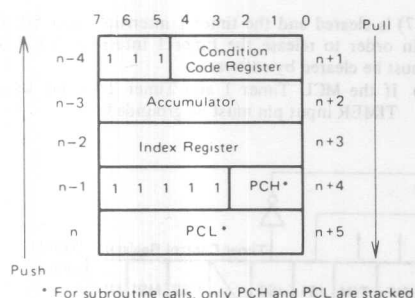 7 6 5 4 3 2 1 0 Pull
n-4 1 1 1 Condition Code Register n+1
n-3 Accumulator n+2
n-2 Index Register n+3
n-1 1 1 1 1 1 PCH* n+4
n PCL* n+5
Push
* For subroutine calls, only PCH and PCL are stacked